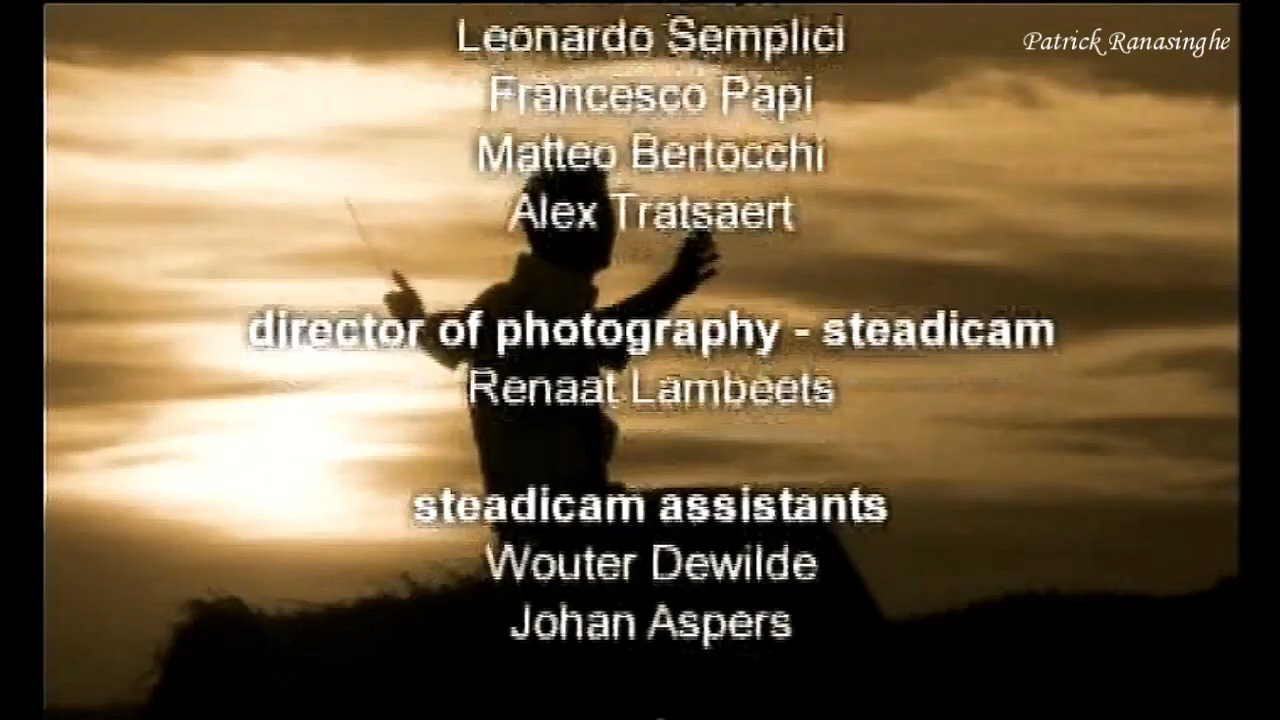 Leonardo Semplici
Patrick Ranasinghe
Francesco Papi
Matteo Bertocchi
Alex Tratsaert
director of photography - steadicam
Renaat Lambeets
steadicam assistants
Wouter Dewilde
Johan Aspers